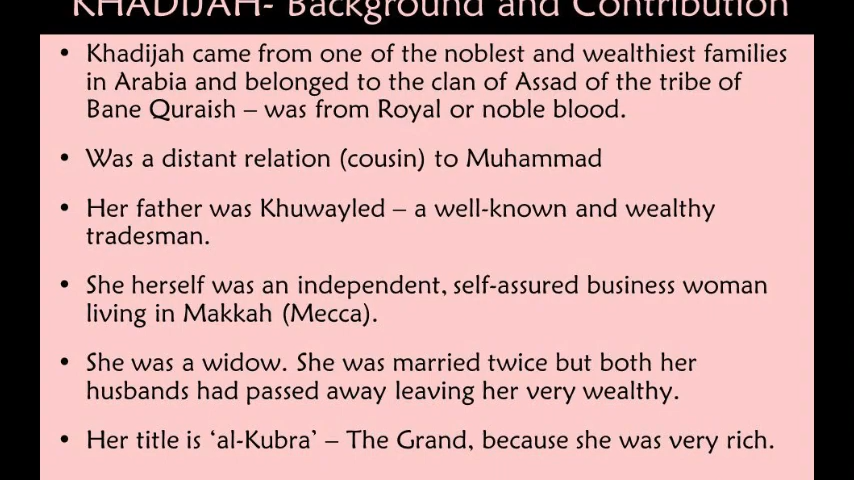 KHADIJAH- Background and Contribution
• Khadijah came from one of the noblest and wealthiest families
in Arabia and belonged to the clan of Assad of the tribe of
Bane Quraish – was from Royal or noble blood.
• Was a distant relation (cousin) to Muhammad
• Her father was Khuwayled – a well-known and wealthy
tradesman.
• She herself was an independent, self-assured business woman
living in Makkah (Mecca).
• She was a widow. She was married twice but both her
husbands had passed away leaving her very wealthy.
• Her title is ‘al-Kubra’ – The Grand, because she was very rich.